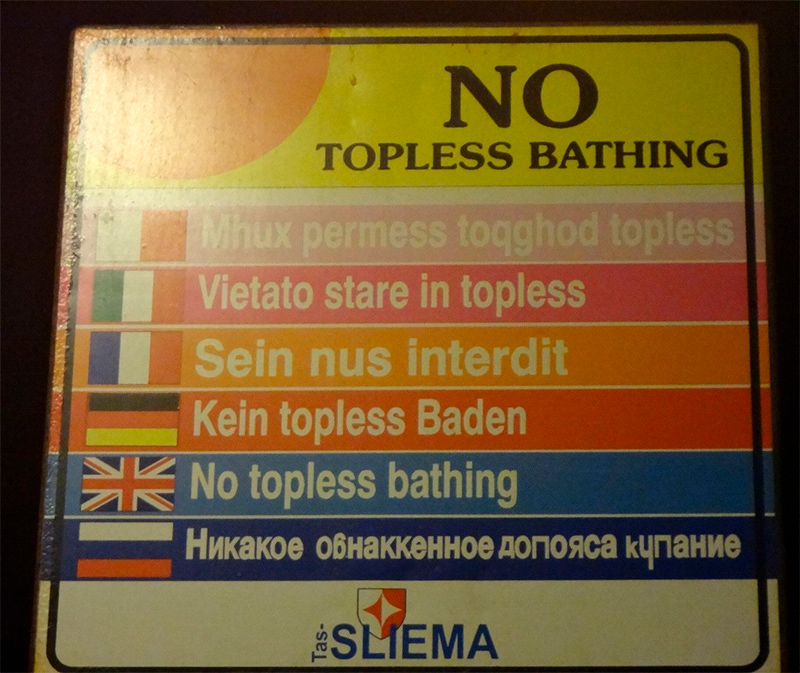 NO
TOPLESS BATHING
Mhux permess toqghod topless
Vietato stare in topless
Sein nus interdit
Kein topless Baden
No topless bathing
Никакое обнаккенное допояса купание
Tas-SLIEMA